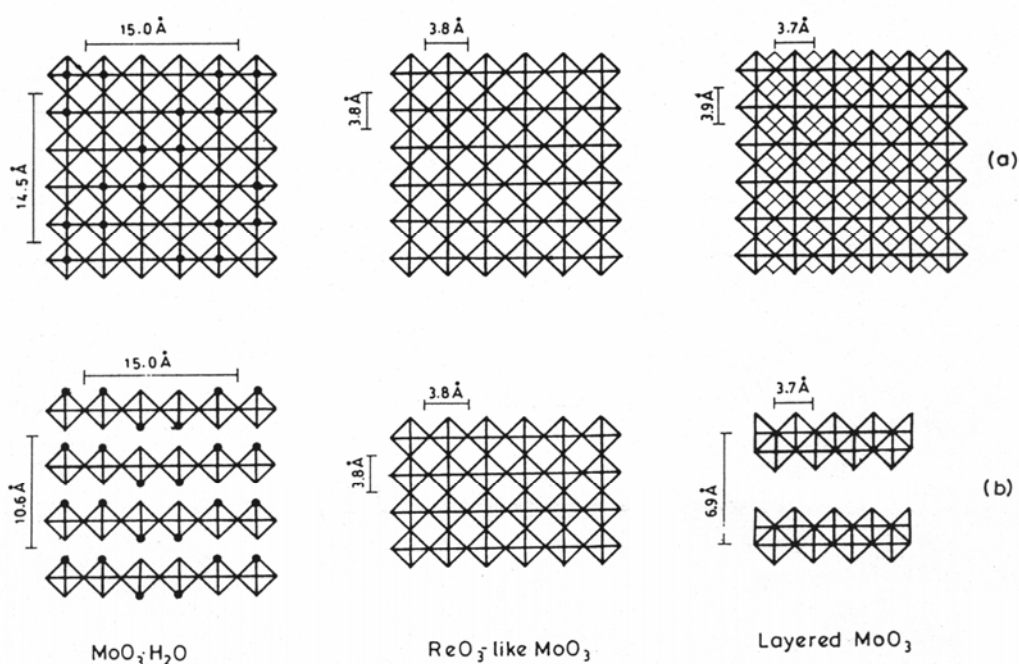 15.0 Å
3.8 Å
3.7 Å
14.5 Å
3.8 Å
3.9 Å
(a)
15.0 Å
3.8 Å
3.7 Å
10.6 Å
3.8 Å
6.9 Å
(b)
MoO₃·H₂O
ReO₃-like MoO₃
Layered MoO₃